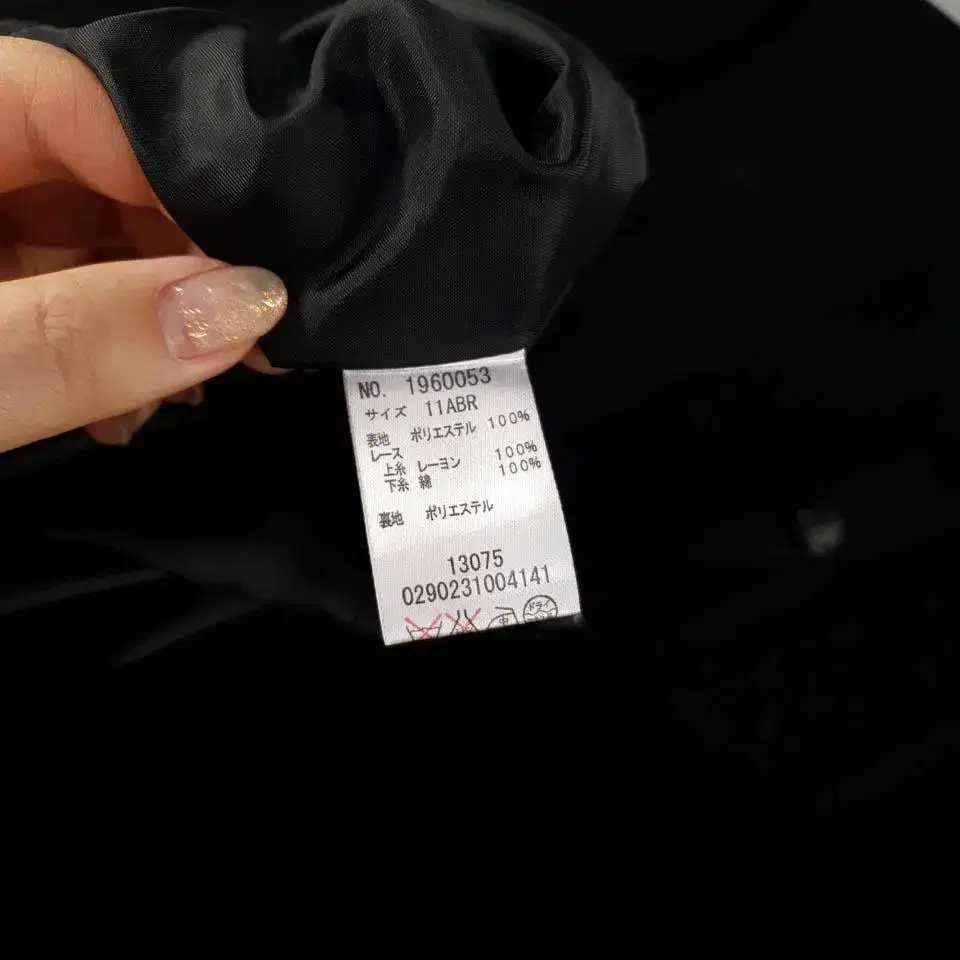 NO. 1960053
サイズ 11ABR
表地 ポリエステル 100%
レース
上糸 レーヨン 100%
下糸 綿 100%
裏地 ポリエステル
13075
0290231004141
中 ドライ